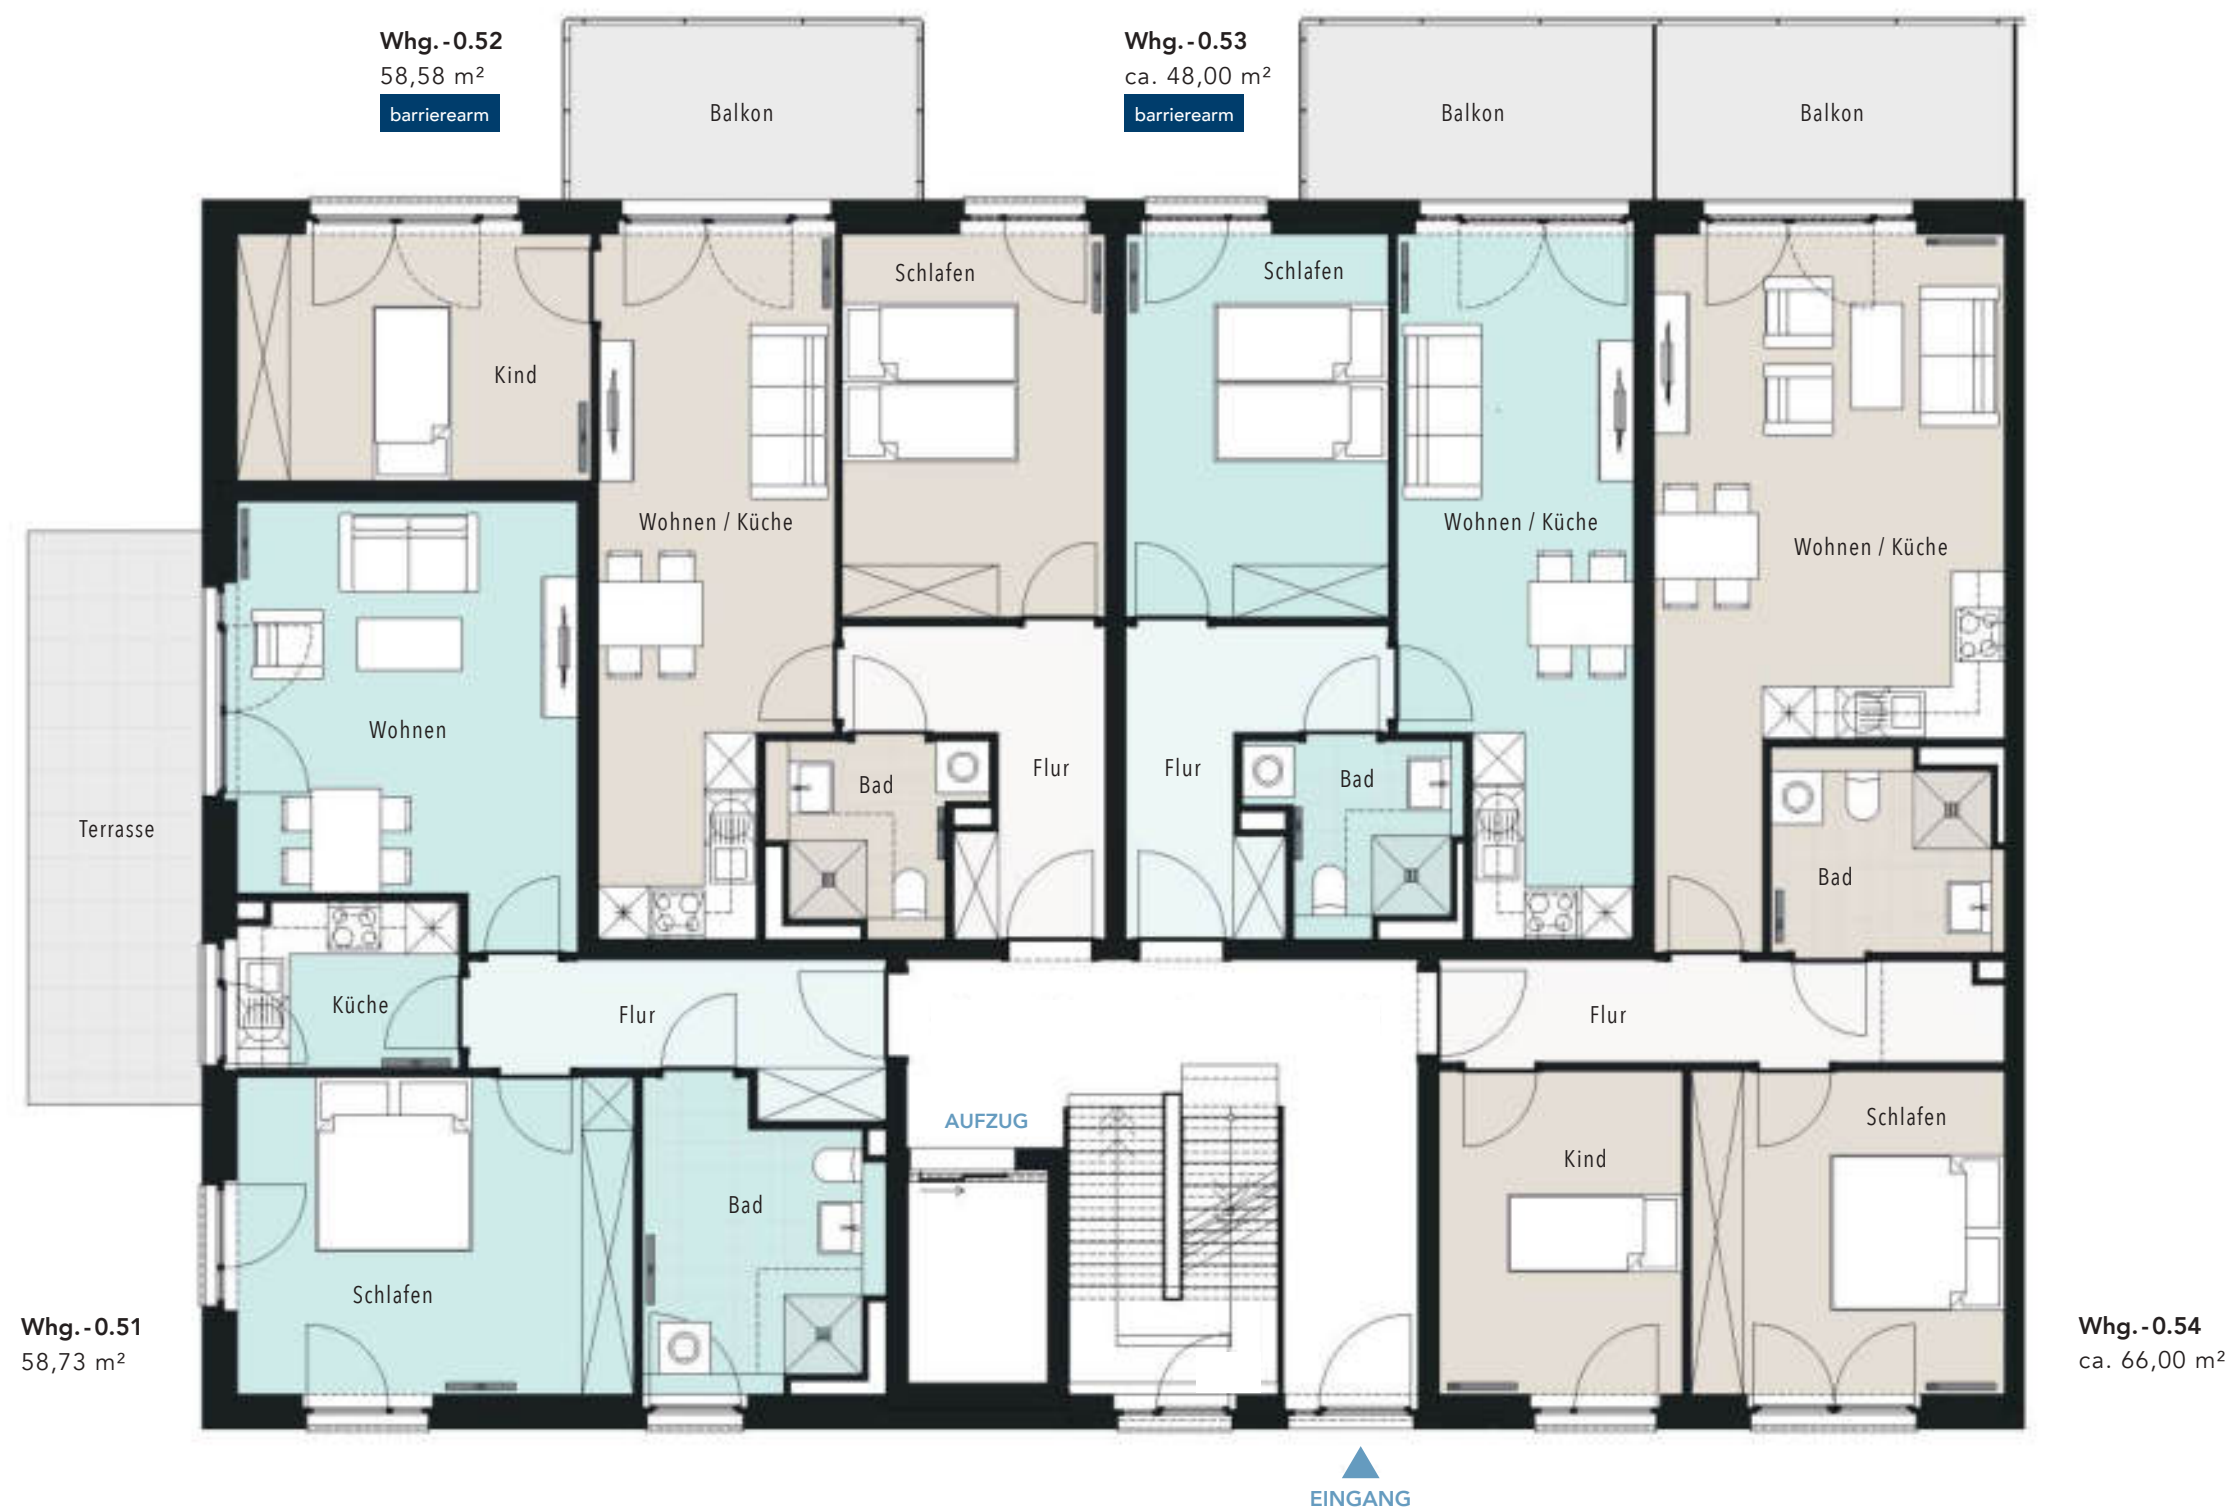 Whg.-0.52
58,58 m²
barrierearm
Balkon
Whg.-0.53
ca. 48,00 m²
barrierearm
Balkon
Balkon
Kind
Wohnen / Küche
Schlafen
Schlafen
Wohnen / Küche
Wohnen / Küche
Terrasse
Wohnen
Bad
Flur
Flur
Bad
Bad
Küche
Flur
Flur
AUFZUG
Schlafen
Bad
Kind
Schlafen
Whg.-0.51
58,73 m²
Whg.-0.54
ca. 66,00 m²
EINGANG